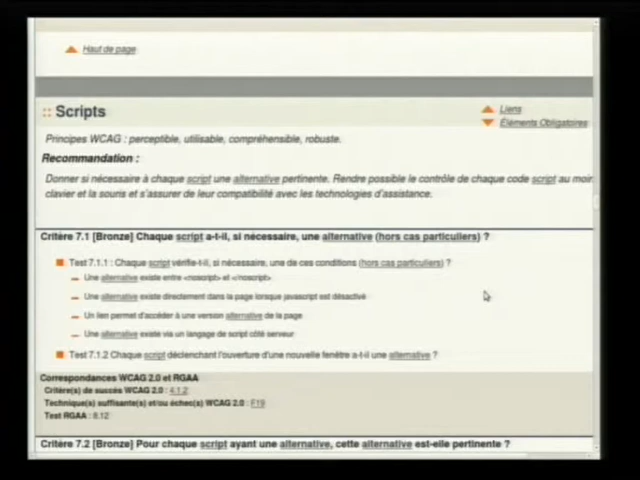 Haut de page
:: Scripts
Liens
Éléments Obligatoires
Principes WCAG : perceptible, utilisable, compréhensible, robuste.
Recommandation :
Donner si nécessaire à chaque script une alternative pertinente. Rendre possible le contrôle de chaque code script au moin
clavier et la souris et s'assurer de leur compatibilité avec les technologies d'assistance.
Critère 7.1 [Bronze] Chaque script a-t-il, si nécessaire, une alternative (hors cas particuliers) ?
Test 7.1.1 : Chaque script vérifie-t-il, si nécessaire, une de ces conditions (hors cas particuliers) ?
Une alternative existe entre <noscript> et </noscript>
Une alternative existe directement dans la page lorsque javascript est désactivé
Un lien permet d'accéder à une version alternative de la page
Une alternative existe via un langage de script côté serveur
Test 7.1.2 Chaque script déclenchant l'ouverture d'une nouvelle fenêtre a-t-il une alternative ?
Correspondances WCAG 2.0 et RGAA
Critère(s) de succès WCAG 2.0 : 4.1.2
Technique(s) suffisante(s) et/ou échec(s) WCAG 2.0 : F19
Test RGAA : 8.12
Critère 7.2 [Bronze] Pour chaque script ayant une alternative, cette alternative est-elle pertinente ?